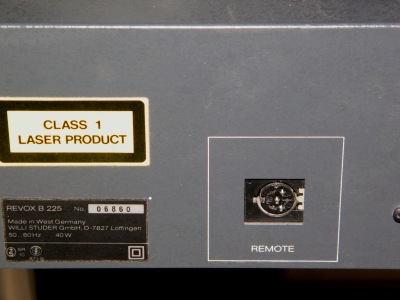 CLASS 1
LASER PRODUCT
REVOX B 225 No. 06860
Made in West Germany
WILLI STUDER GmbH, D-7827 Löffingen
50...60Hz 40W
REMOTE